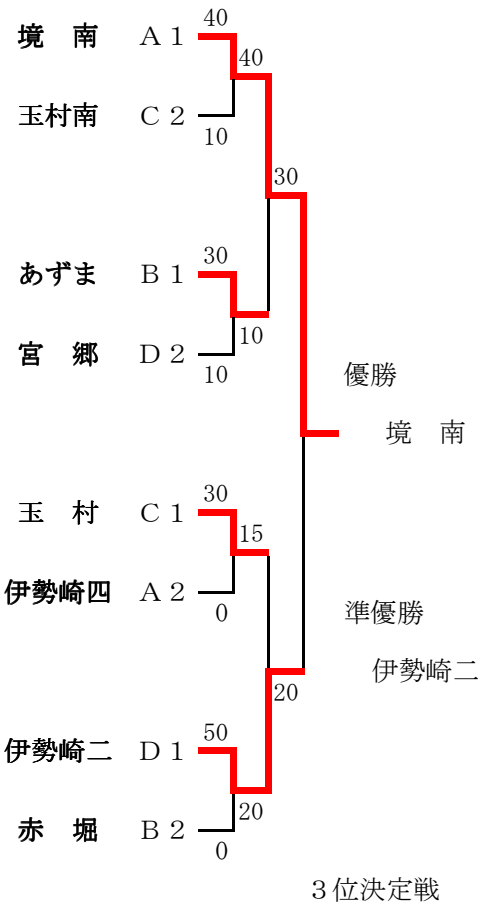 40
境　南　Ａ１
40
玉村南　Ｃ２
10
30
30
あずま　Ｂ１
10
宮　郷　Ｄ２
10
優勝
境　南
30
玉　村　Ｃ１
15
伊勢崎四　Ａ２
0
準優勝
伊勢崎二
20
50
伊勢崎二　Ｄ１
20
赤　堀　Ｂ２
0
３位決定戦